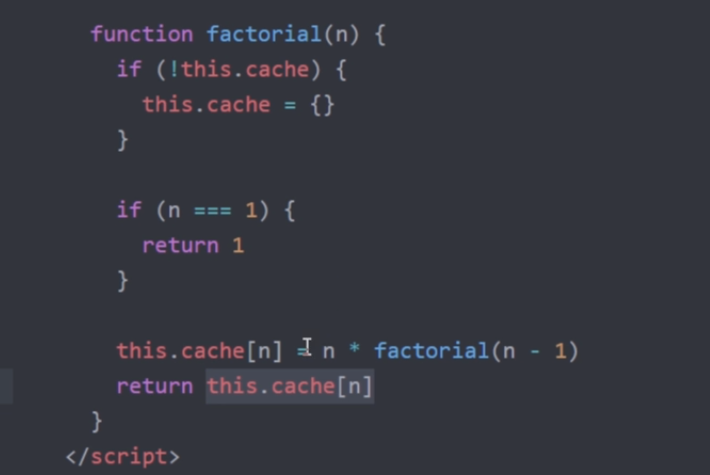 function factorial(n) {
if (!this.cache) {
this.cache = {}
}
if (n === 1) {
return 1
}
this.cache[n] = n * factorial(n - 1)
return this.cache[n]
}
</script>